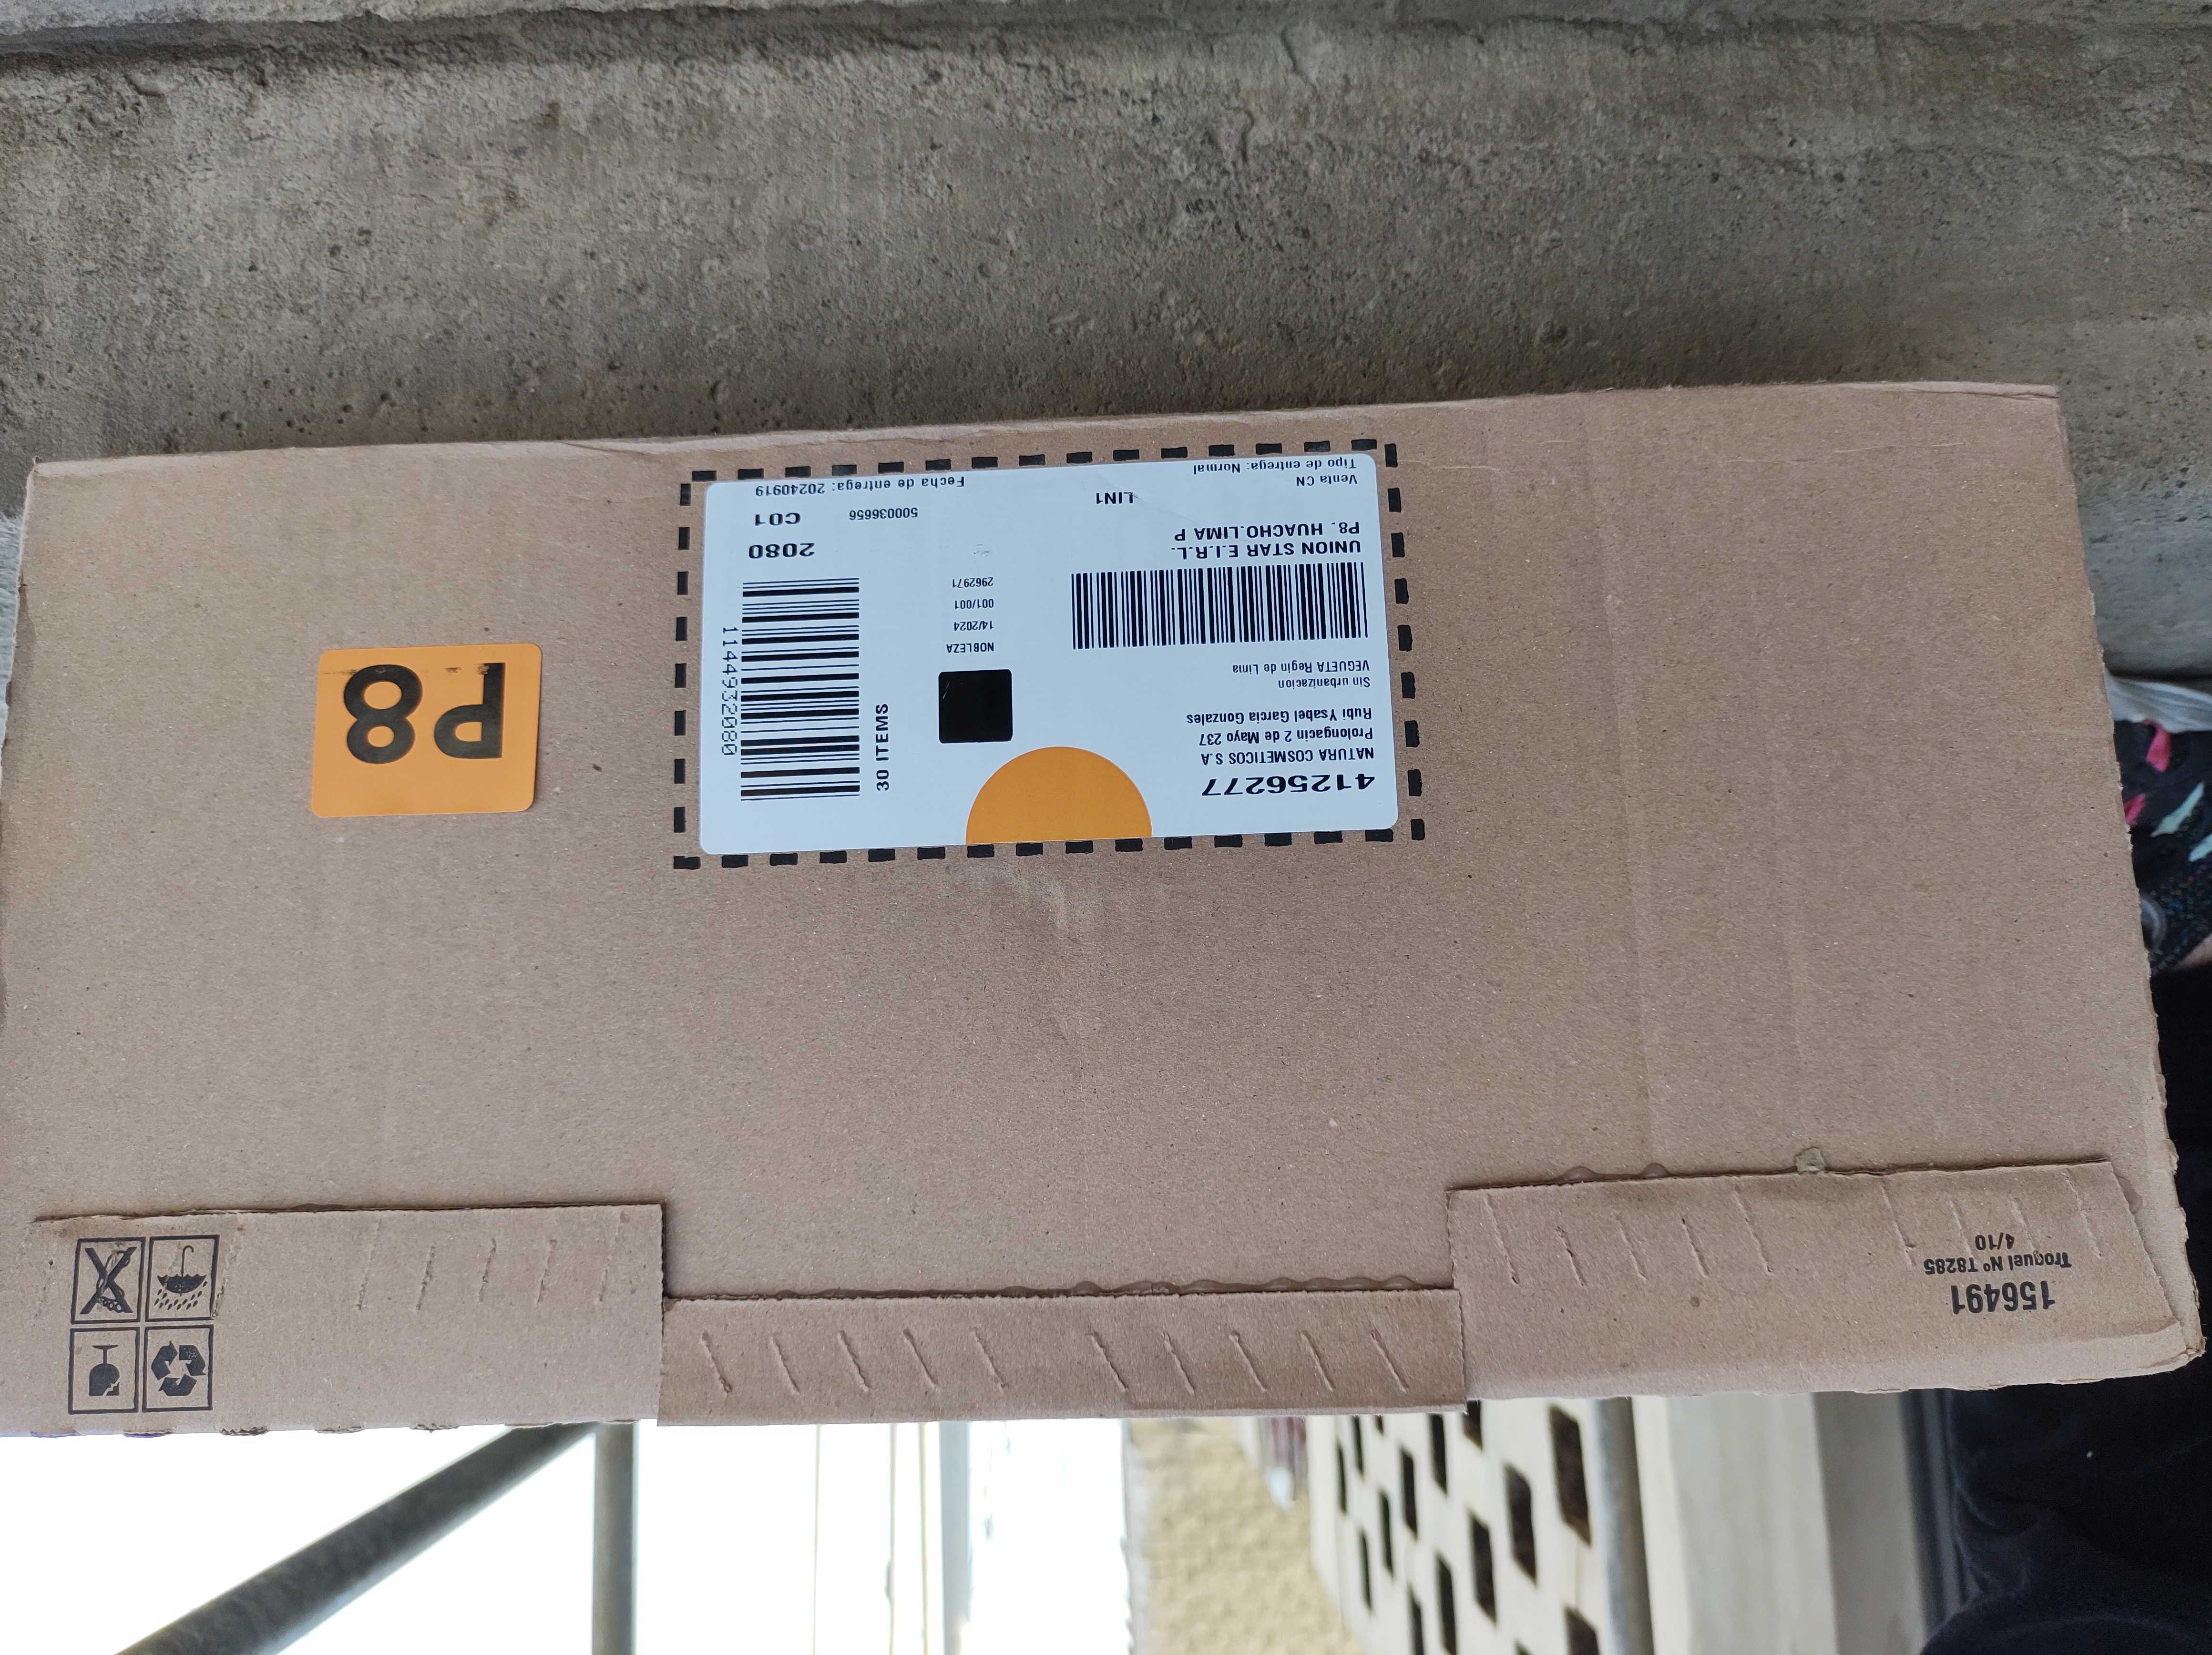 41256277
NATURA COSMETICOS S.A
Prolongacin 2 de Mayo 237
Rubi Ysabel Garcia Gonzales
Sin urbanizacion
VEGUETA Regin de Lima
UNION STAR E.I.R.L.
P8. HUACHO.LIMA P
LIN1
Venta CN
Tipo de entrega: Normal
NOBLEZA
14/2024
001/001
2962971
30 ITEMS
11449322080
2080
500036656
C01
Fecha de entrega: 20240919
P8
156491
Troquel Nº T8285
4/10